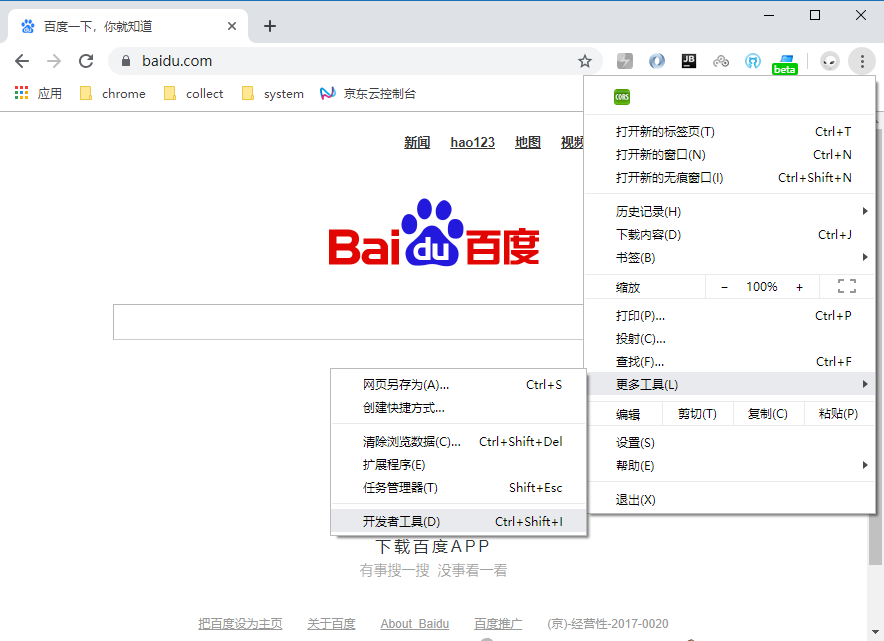 百度一下，你就知道
baidu.com
JB
beta
应用 chrome collect system 京东云控制台
CORS
新闻 hao123 地图 视频
打开新的标签页(T) Ctrl+T
打开新的窗口(N) Ctrl+N
打开新的无痕窗口(I) Ctrl+Shift+N
历史记录(H)
下载内容(D) Ctrl+J
书签(B)
Bai du 百度
缩放 - 100% +
打印(P)... Ctrl+P
投射(C)...
查找(F)... Ctrl+F
更多工具(L)
编辑 剪切(T) 复制(C) 粘贴(P)
设置(S)
帮助(E)
退出(X)
网页另存为(A)... Ctrl+S
创建快捷方式...
清除浏览数据(C)... Ctrl+Shift+Del
扩展程序(E)
任务管理器(T) Shift+Esc
开发者工具(D) Ctrl+Shift+I
下载百度APP
有事搜一搜 没事看一看
把百度设为主页 关于百度 About Baidu 百度推广 (京)-经营性-2017-0020